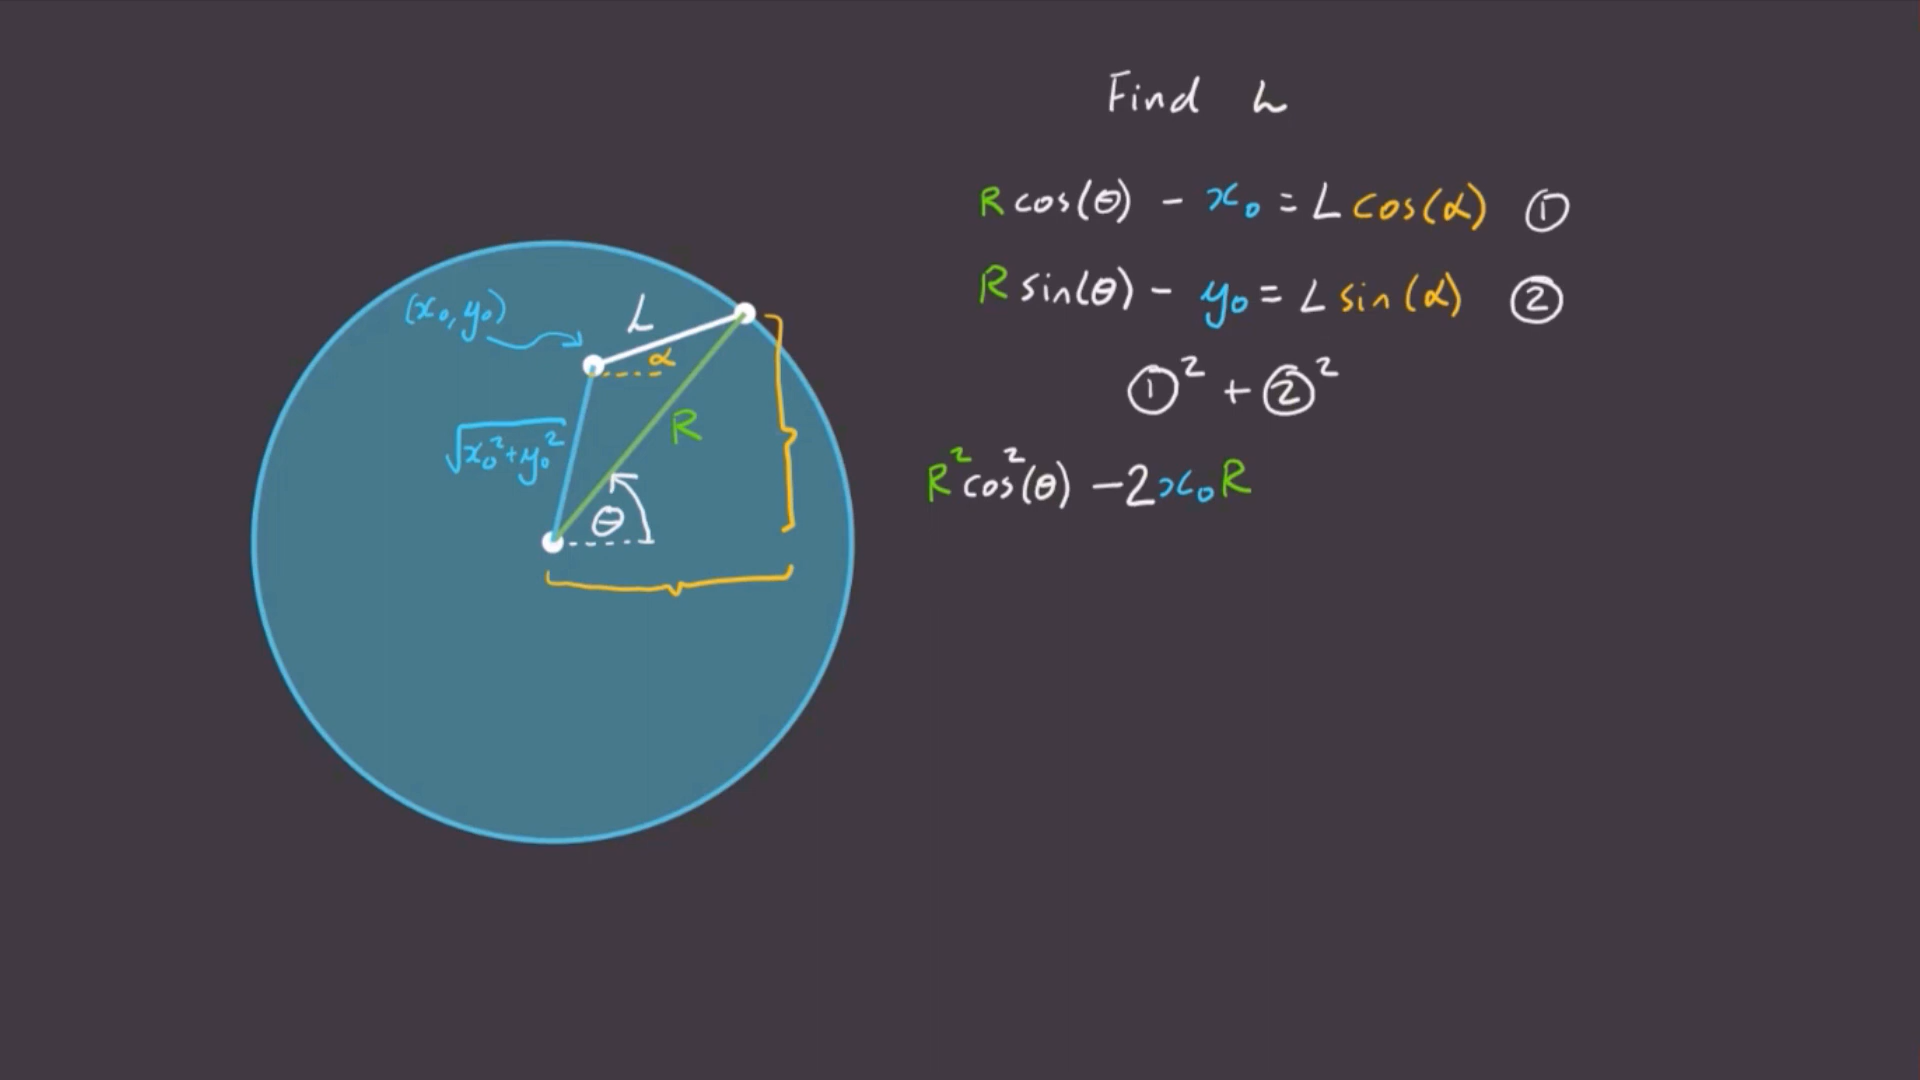 Find L
R cos(θ) - x₀ = L cos(α) ①
R sin(θ) - y₀ = L sin(α) ②
①² + ②²
R² cos²(θ) - 2x₀R
(x₀, y₀)
L
α
√x₀² + y₀²
R
θ